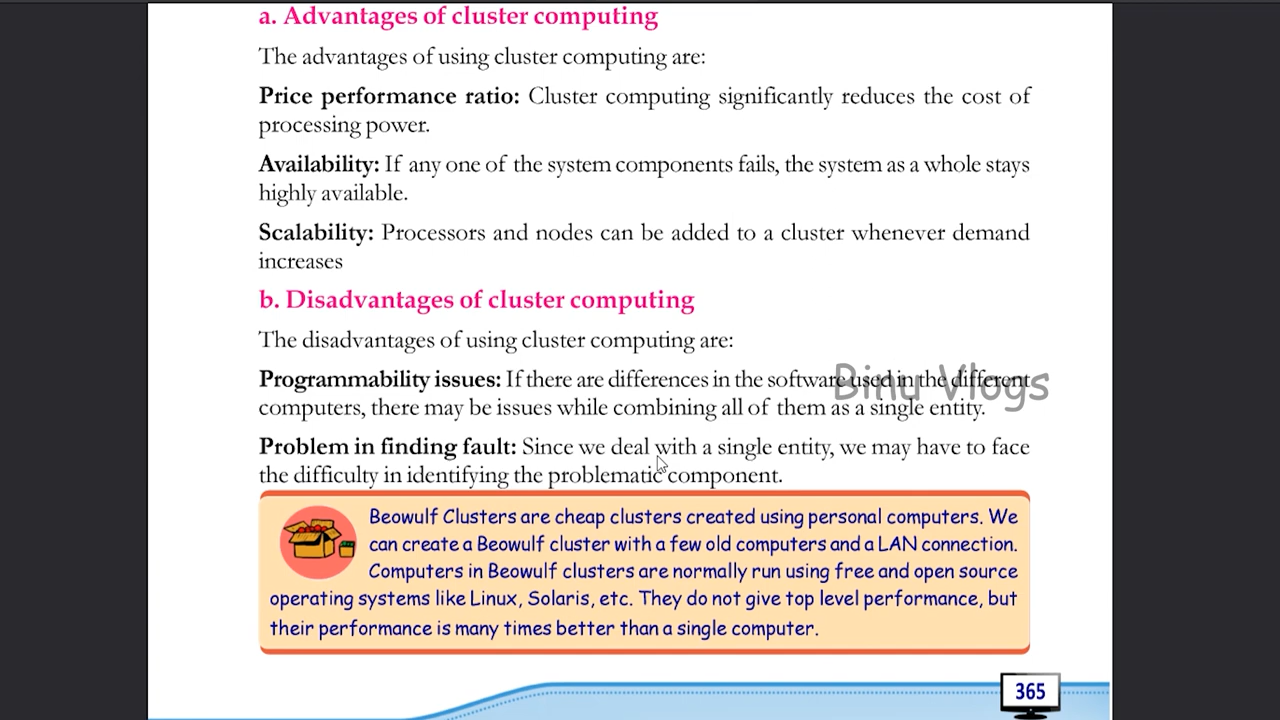 a. Advantages of cluster computing
The advantages of using cluster computing are:
Price performance ratio: Cluster computing significantly reduces the cost of
processing power.
Availability: If any one of the system components fails, the system as a whole stays
highly available.
Scalability: Processors and nodes can be added to a cluster whenever demand
increases
b. Disadvantages of cluster computing
The disadvantages of using cluster computing are:
Programmability issues: If there are differences in the software used in the different
computers, there may be issues while combining all of them as a single entity.
Binu Vlogs
Problem in finding fault: Since we deal with a single entity, we may have to face
the difficulty in identifying the problematic component.
Beowulf Clusters are cheap clusters created using personal computers. We
can create a Beowulf cluster with a few old computers and a LAN connection.
Computers in Beowulf clusters are normally run using free and open source
operating systems like Linux, Solaris, etc. They do not give top level performance, but
their performance is many times better than a single computer.
365